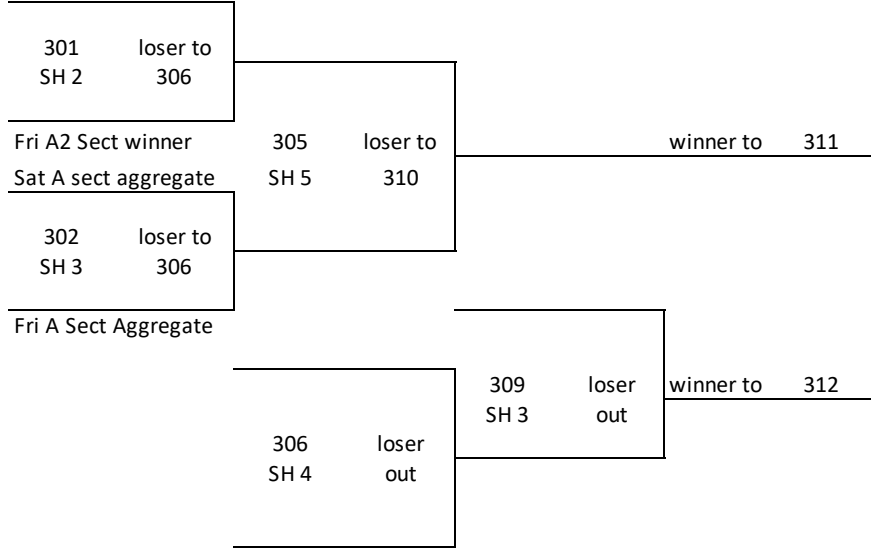 301 loser to
SH 2 306
Fri A2 Sect winner 305 loser to winner to 311
Sat A sect aggregate SH 5 310
302 loser to
SH 3 306
Fri A Sect Aggregate
309 loser winner to 312
SH 3 out
306 loser
SH 4 out